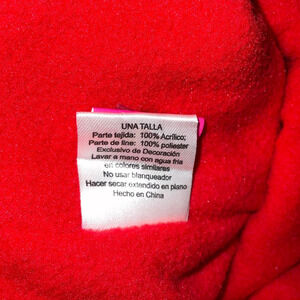 UNA TALLA
Parte tejida: 100% Acrílico;
Parte de line: 100% poliester
Exclusivo de Decoración
Lavar a mano con agua fria
en colores similares
No usar blanqueador
Hacer secar extendido en plano
Hecho en China